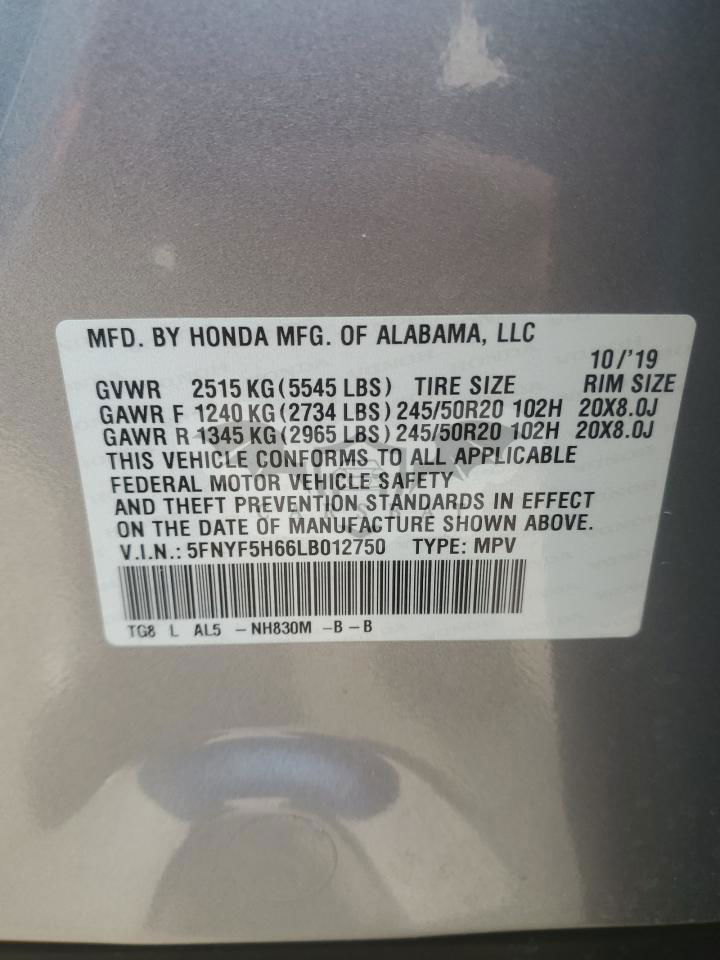 MFD. BY HONDA MFG. OF ALABAMA, LLC
10/'19
GVWR 2515 KG (5545 LBS) TIRE SIZE RIM SIZE
GAWR F 1240 KG (2734 LBS) 245/50R20 102H 20X8.0J
GAWR R 1345 KG (2965 LBS) 245/50R20 102H 20X8.0J
THIS VEHICLE CONFORMS TO ALL APPLICABLE
FEDERAL MOTOR VEHICLE SAFETY
AND THEFT PREVENTION STANDARDS IN EFFECT
ON THE DATE OF MANUFACTURE SHOWN ABOVE.
V.I.N.: 5FNYF5H66LB012750 TYPE: MPV
TG8 L AL5 -NH830M -B-B